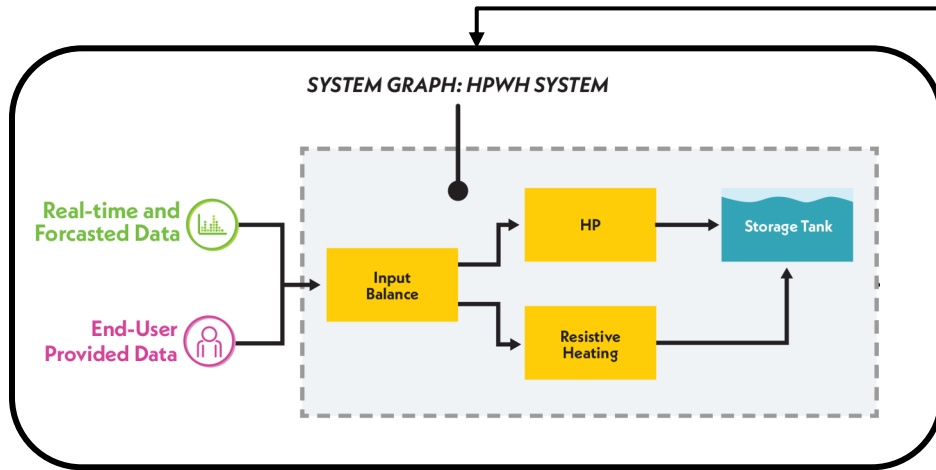 SYSTEM GRAPH: HPWH SYSTEM
Real-time and
Forcasted Data
End-User
Provided Data
Input
Balance
HP
Resistive
Heating
Storage Tank